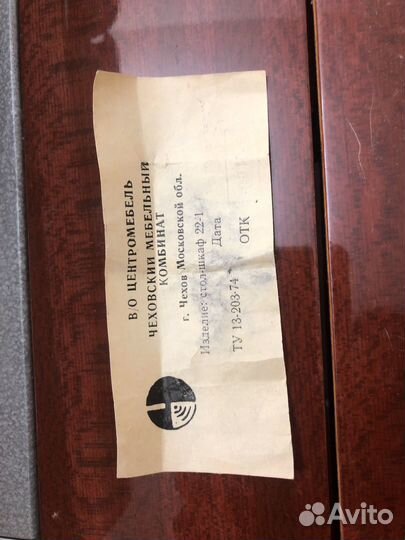 В/О ЦЕНТРОМЕБЕЛЬ
ЧЕХОВСКИЙ МЕБЕЛЬНЫЙ
КОМБИНАТ
г. Чехов Московской обл.
Изделие: стол-шкаф 22-1
Дата
ТУ 13-203-74 ОТК
Avito